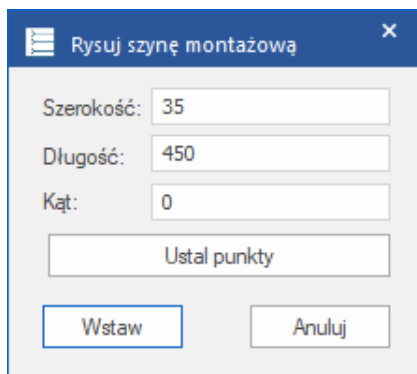 Rysuj szynę montażową
Szerokość: 35
Długość: 450
Kąt: 0
Ustal punkty
Wstaw Anuluj